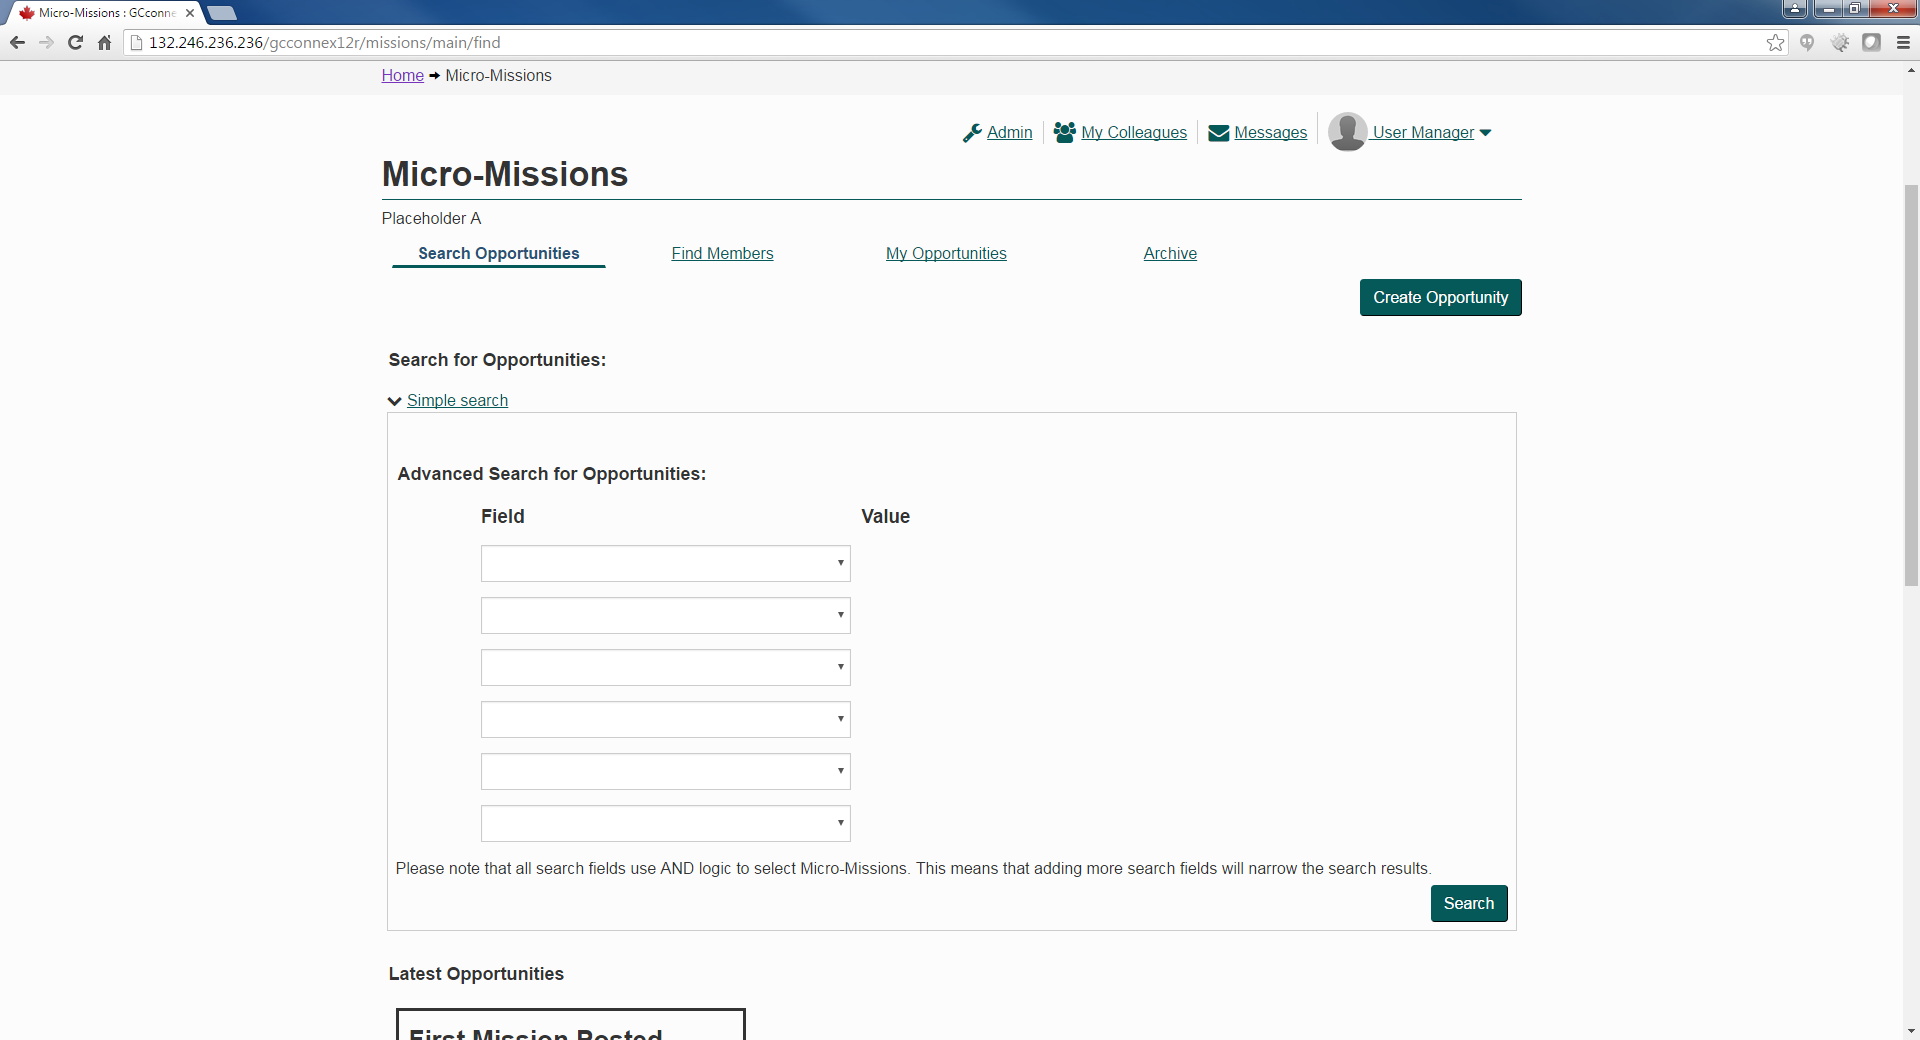 Micro-Missions : GCconne
132.246.236.236/gcconnex12r/missions/main/find
Home → Micro-Missions
Admin My Colleagues Messages User Manager
Micro-Missions
Placeholder A
Search Opportunities Find Members My Opportunities Archive
Create Opportunity
Search for Opportunities:
Simple search
Advanced Search for Opportunities:
Field Value
Please note that all search fields use AND logic to select Micro-Missions. This means that adding more search fields will narrow the search results.
Search
Latest Opportunities
First Mission Posted